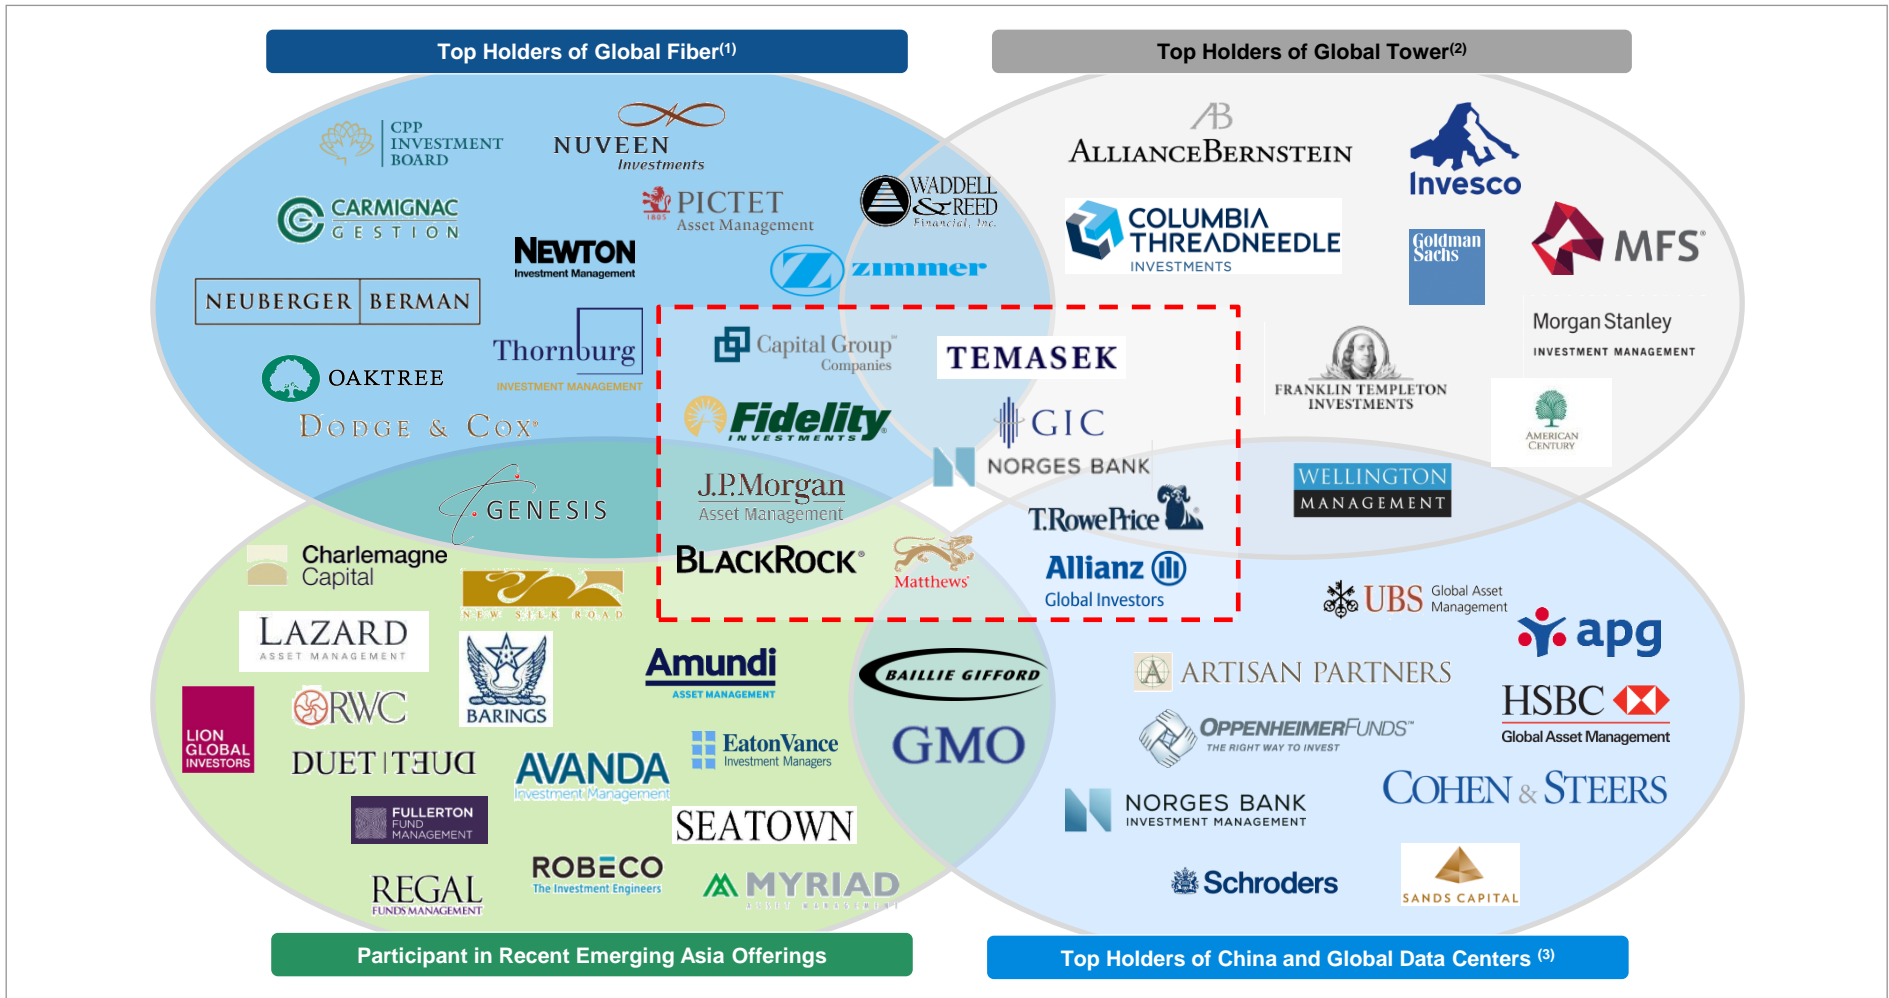 Top Holders of Global Fiber(1)
Top Holders of Global Tower(2)
CPP
INVESTMENT
BOARD
NUVEEN
Investments
AB
ALLIANCEBERNSTEIN
Invesco
CARMIGNAC
GESTION
1805
PICTET
Asset Management
WADDELL
& REED
Financial, Inc.
COLUMBIA
THREADNEEDLE
INVESTMENTS
Goldman
Sachs
MFS®
NEWTON
Investment Management
Z zimmer
NEUBERGER BERMAN
Thornburg
INVESTMENT MANAGEMENT
Capital Group℠
Companies
TEMASEK
Morgan Stanley
INVESTMENT MANAGEMENT
FRANKLIN TEMPLETON
INVESTMENTS
OAKTREE
DODGE & COX®
Fidelity®
INVESTMENTS
GIC
AMERICAN
CENTURY
NORGES BANK
GENESIS
J.P.Morgan
Asset Management
T.RowePrice
WELLINGTON
MANAGEMENT
Charlemagne
Capital
NEW SILK ROAD
BLACKROCK®
Matthews®
Allianz
Global Investors
UBS Global Asset
Management
apg
LAZARD
ASSET MANAGEMENT
BARINGS
Amundi
ASSET MANAGEMENT
BAILLIE GIFFORD
A ARTISAN PARTNERS
HSBC
Global Asset Management
LION
GLOBAL
INVESTORS
RWC
DUET | DUET
AVANDA
Investment Management
EatonVance
Investment Managers
GMO
OPPENHEIMERFUNDS™
THE RIGHT WAY TO INVEST
COHEN & STEERS
FULLERTON
FUND
MANAGEMENT
SEATOWN
NORGES BANK
INVESTMENT MANAGEMENT
REGAL
FUNDS MANAGEMENT
ROBECO
The Investment Engineers
MYRIAD
ASSET MANAGEMENT
Schroders
SANDS CAPITAL
Participant in Recent Emerging Asia Offerings
Top Holders of China and Global Data Centers (3)